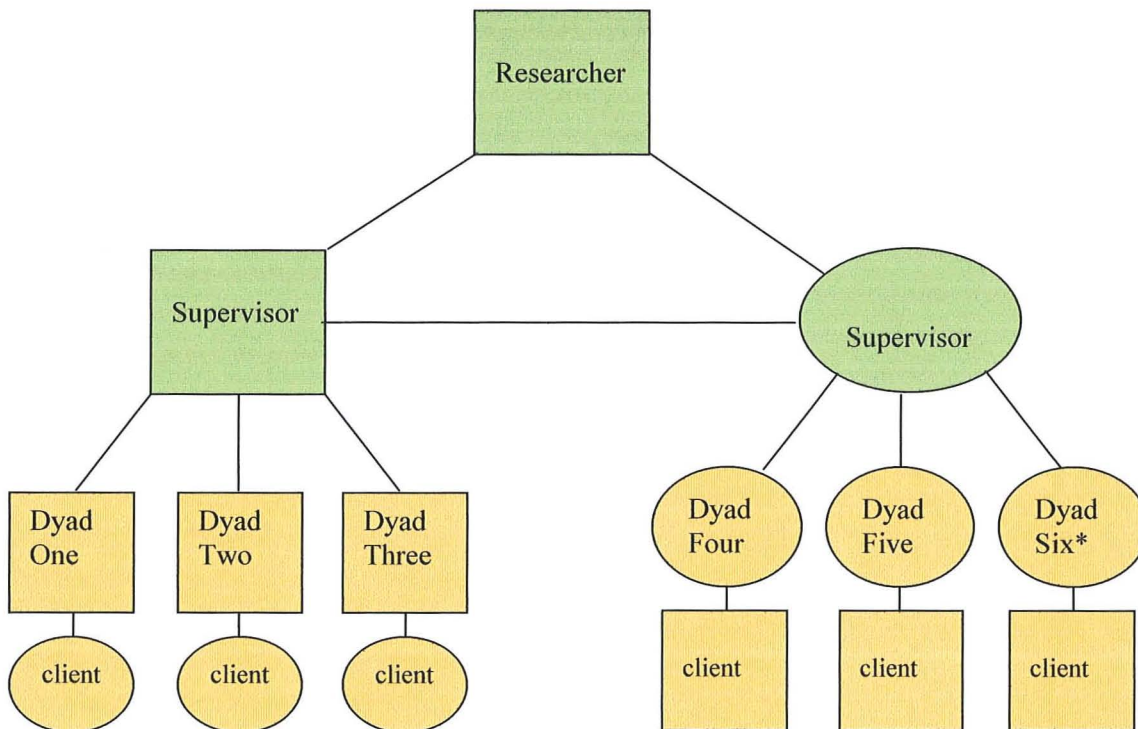 Researcher
Supervisor
Supervisor
Dyad
One
Dyad
Two
Dyad
Three
Dyad
Four
Dyad
Five
Dyad
Six*
client
client
client
client
client
client